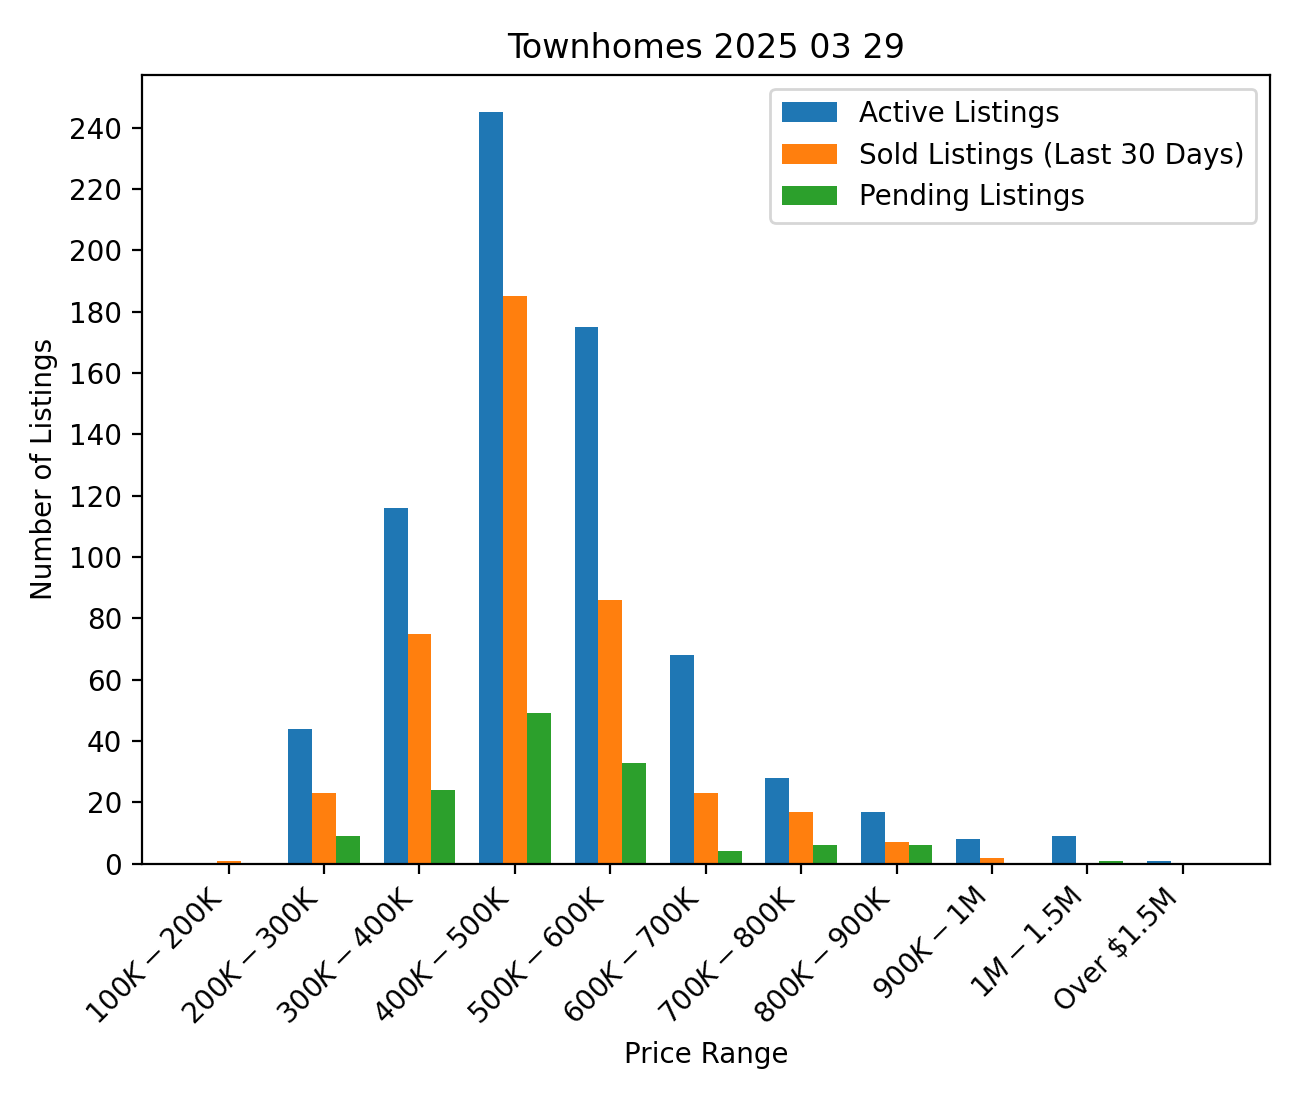 Townhomes 2025 03 29
Active Listings
Sold Listings (Last 30 Days)
Pending Listings
Number of Listings
240
220
200
180
160
140
120
100
80
60
40
20
0
100K − 200K
200K − 300K
300K − 400K
400K − 500K
500K − 600K
600K − 700K
700K − 800K
800K − 900K
900K − 1M
1M − 1.5M
Over $1.5M
Price Range